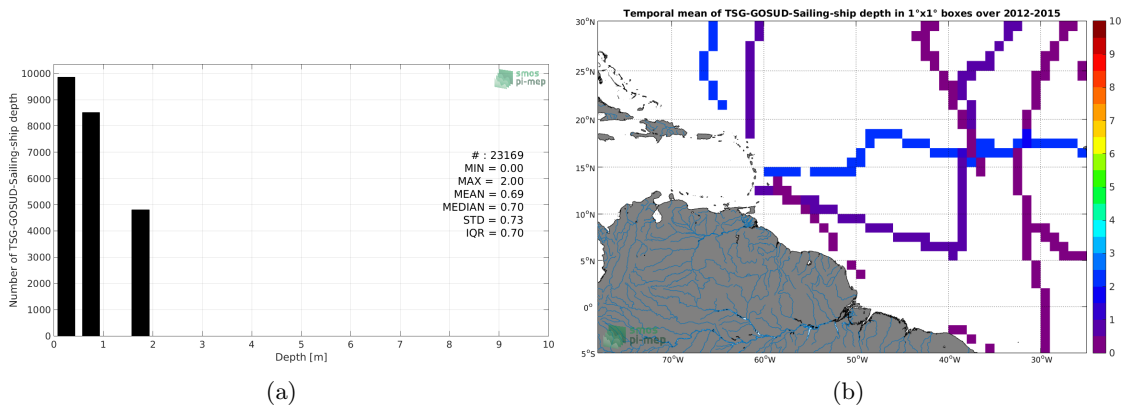 10000
9000
8000
7000
6000
5000
4000
3000
2000
1000
0
Number of TSG-GOSUD-Sailing-ship depth
0 1 2 3 4 5 6 7 8 9 10
Depth [m]
smos
pi-mep
# : 23169
MIN = 0.00
MAX = 2.00
MEAN = 0.69
MEDIAN = 0.70
STD = 0.73
IQR = 0.70
(a)
Temporal mean of TSG-GOSUD-Sailing-ship depth in 1°x1° boxes over 2012-2015
30°N
25°N
20°N
15°N
10°N
5°N
0°
5°S
70°W 60°W 50°W 40°W 30°W
smos
pi-mep
10
9
8
7
6
5
4
3
2
1
0
(b)